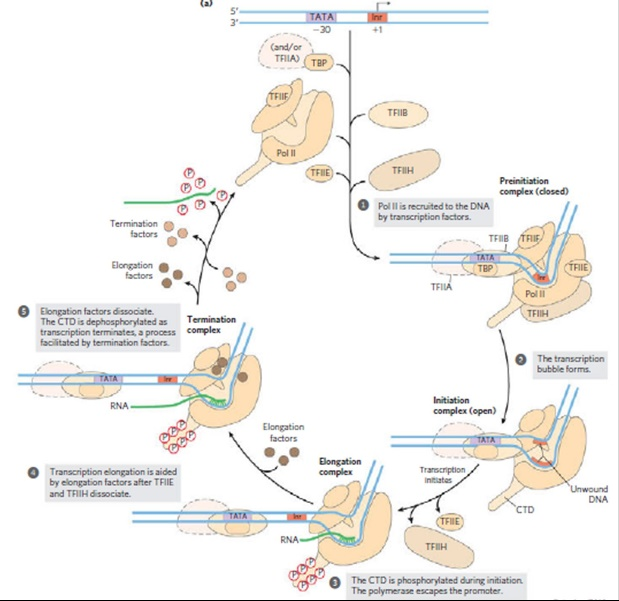 (a)
5'
3'
TATA
Inr
−30
+1
(and/or
TFIIA)
TBP
TFIIF
TFIIB
Pol II
TFIIE
TFIIH
1 Pol II is recruited to the DNA
by transcription factors.
Preinitiation
complex (closed)
TFIIB
TFIIF
TATA
TBP
Inr
TFIIE
TFIIA
Pol II
TFIIH
2 The transcription
bubble forms.
Initiation
complex (open)
TATA
Unwound
DNA
CTD
Transcription
initiates
TFIIE
TFIIH
3 The CTD is phosphorylated during initiation.
The polymerase escapes the promoter.
Elongation
complex
TATA
Inr
RNA
P P P
P P P
P P
Elongation
factors
4 Transcription elongation is aided
by elongation factors after TFIIE
and TFIIH dissociate.
Termination
complex
TATA
Inr
RNA
P P P
P P P
P P
5 Elongation factors dissociate.
The CTD is dephosphorylated as
transcription terminates, a process
facilitated by termination factors.
Elongation
factors
Termination
factors
P
P P
P P
P P